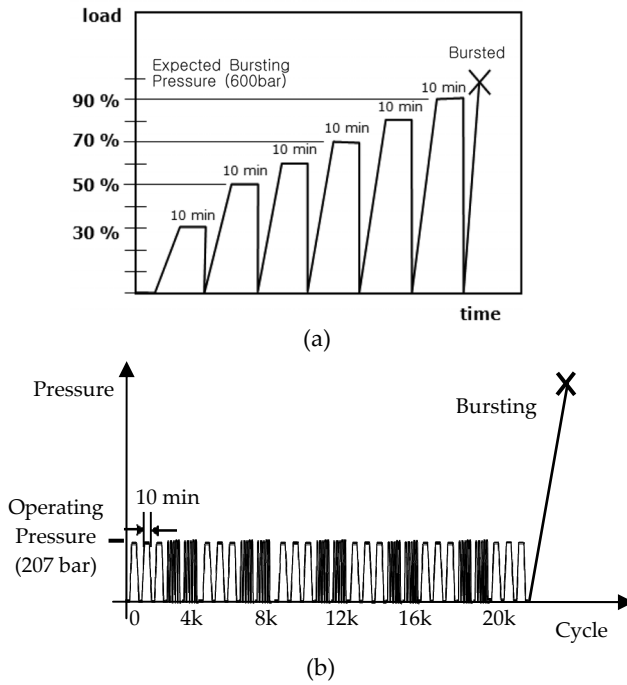 load
Expected Bursting
Pressure (600bar)
Bursted
90 %
10 min
10 min
70 %
10 min
10 min
50 %
10 min
30 %
10 min
time
(a)
Pressure
Bursting
10 min
Operating
Pressure
(207 bar)
0 4k 8k 12k 16k 20k
Cycle
(b)